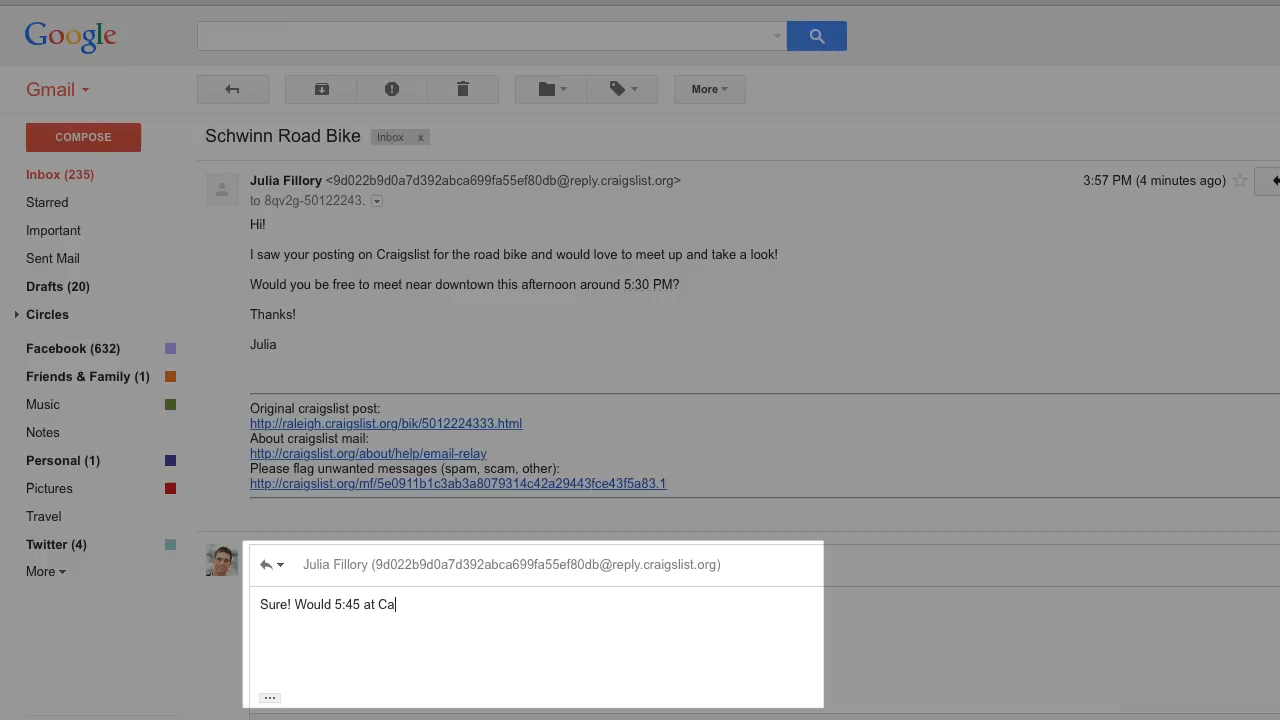 Google
Gmail
More
COMPOSE
Schwinn Road Bike Inbox x
Inbox (235)
Starred
Important
Sent Mail
Drafts (20)
Circles
Facebook (632)
Friends & Family (1)
Music
Notes
Personal (1)
Pictures
Travel
Twitter (4)
More
Julia Fillory <9d022b9d0a7d392abca699fa55ef80db@reply.craigslist.org>
3:57 PM (4 minutes ago)
to 8qv2g-50122243.
Hi!
I saw your posting on Craigslist for the road bike and would love to meet up and take a look!
Would you be free to meet near downtown this afternoon around 5:30 PM?
Thanks!
Julia
Original craigslist post:
http://raleigh.craigslist.org/bik/5012224333.html
About craigslist mail:
http://craigslist.org/about/help/email-relay
Please flag unwanted messages (spam, scam, other):
http://craigslist.org/mf/5e0911b1c3ab3a8079314c42a29443fce43f5a83.1
Julia Fillory (9d022b9d0a7d392abca699fa55ef80db@reply.craigslist.org)
Sure! Would 5:45 at Ca